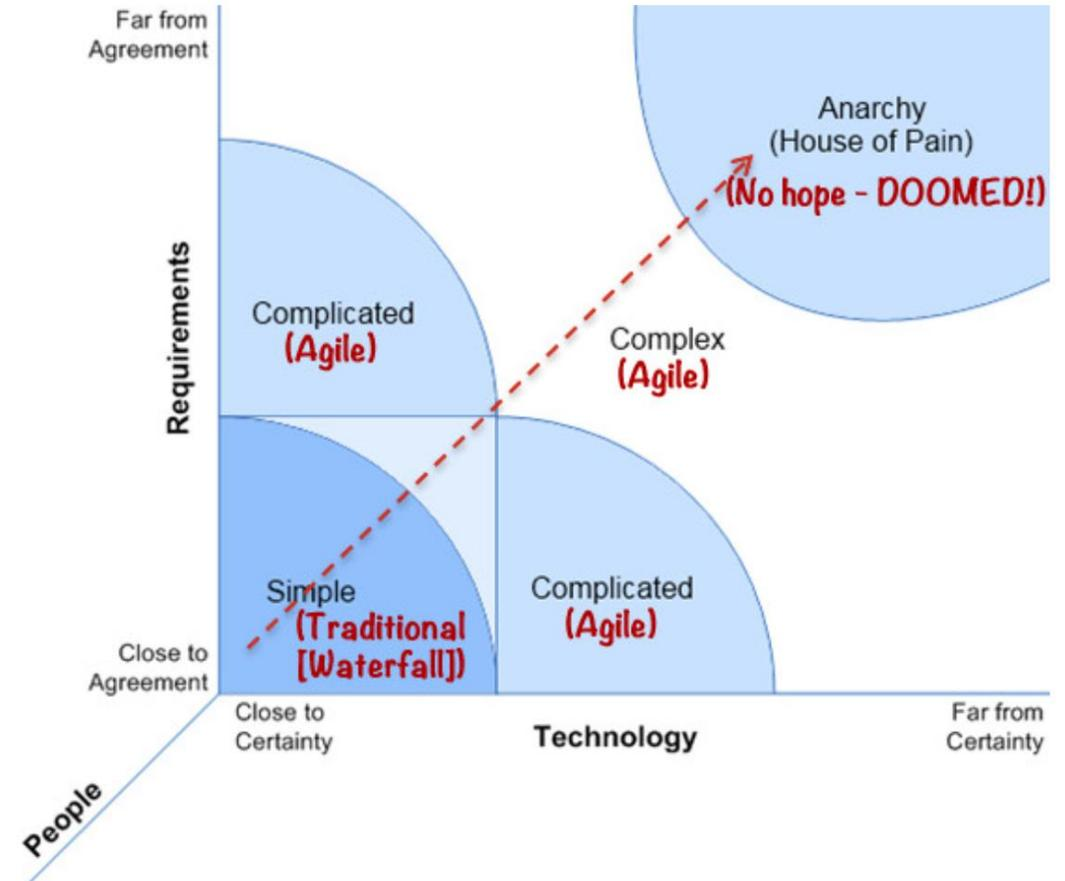 Far from
Agreement
Anarchy
(House of Pain)
(No hope - DOOMED!)
Requirements
Complicated
(Agile)
Complex
(Agile)
Simple
(Traditional
[Waterfall])
Complicated
(Agile)
Close to
Agreement
Close to
Certainty
Technology
Far from
Certainty
People